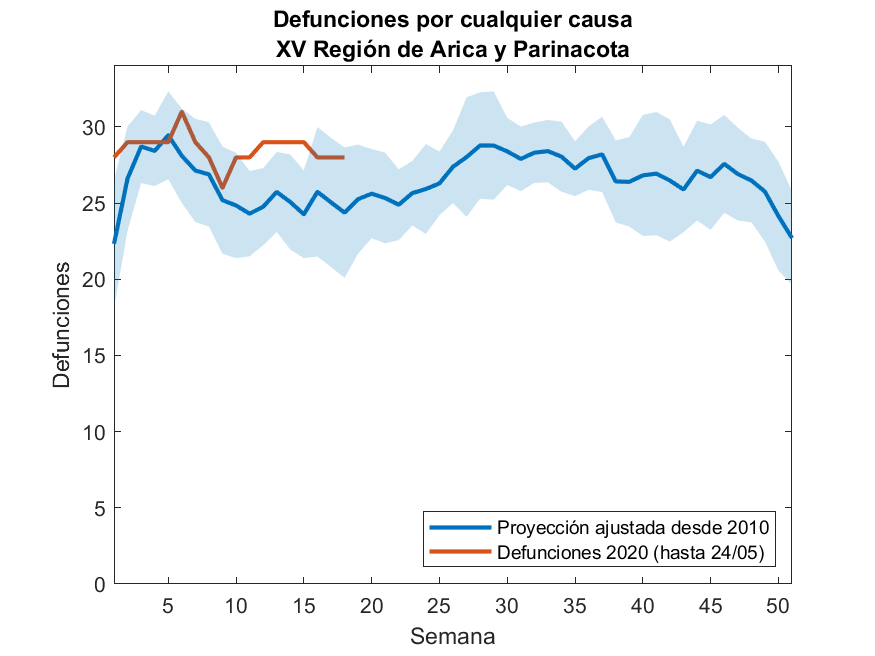 Defunciones por cualquier causa
XV Región de Arica y Parinacota
Defunciones
30
25
20
15
10
5
0
Proyección ajustada desde 2010
Defunciones 2020 (hasta 24/05)
5 10 15 20 25 30 35 40 45 50
Semana